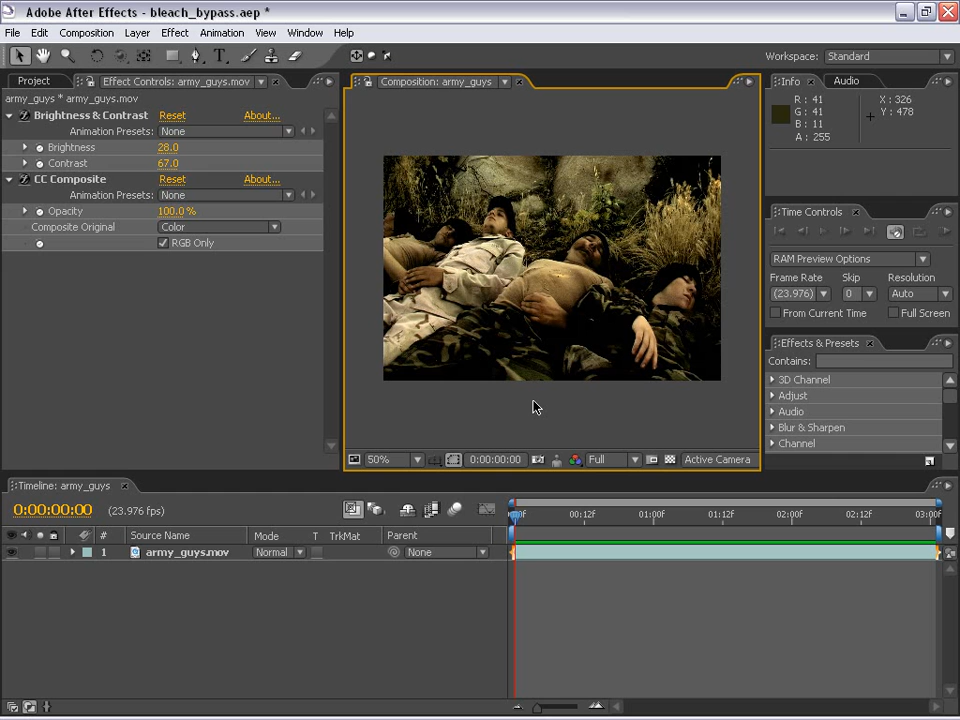 Adobe After Effects - bleach_bypass.aep *
File Edit Composition Layer Effect Animation View Window Help
Workspace: Standard
Project Effect Controls: army_guys.mov
army_guys * army_guys.mov
Brightness & Contrast Reset About...
Animation Presets: None
Brightness 28.0
Contrast 67.0
CC Composite Reset About...
Animation Presets: None
Opacity 100.0 %
Composite Original Color
RGB Only
Composition: army_guys
50% 0:00:00:00 Full Active Camera
Info Audio
R: 41
G: 41
B: 11
A: 255
X: 326
Y: 478
Time Controls
RAM Preview Options
Frame Rate Skip Resolution
(23.976) 0 Auto
From Current Time Full Screen
Effects & Presets
Contains:
3D Channel
Adjust
Audio
Blur & Sharpen
Channel
Timeline: army_guys
0:00:00:00 (23.976 fps)
00:12F 01:00F 01:12F 02:00F 02:12F 03:00F
# Source Name Mode T TrkMat Parent
1 army_guys.mov Normal None